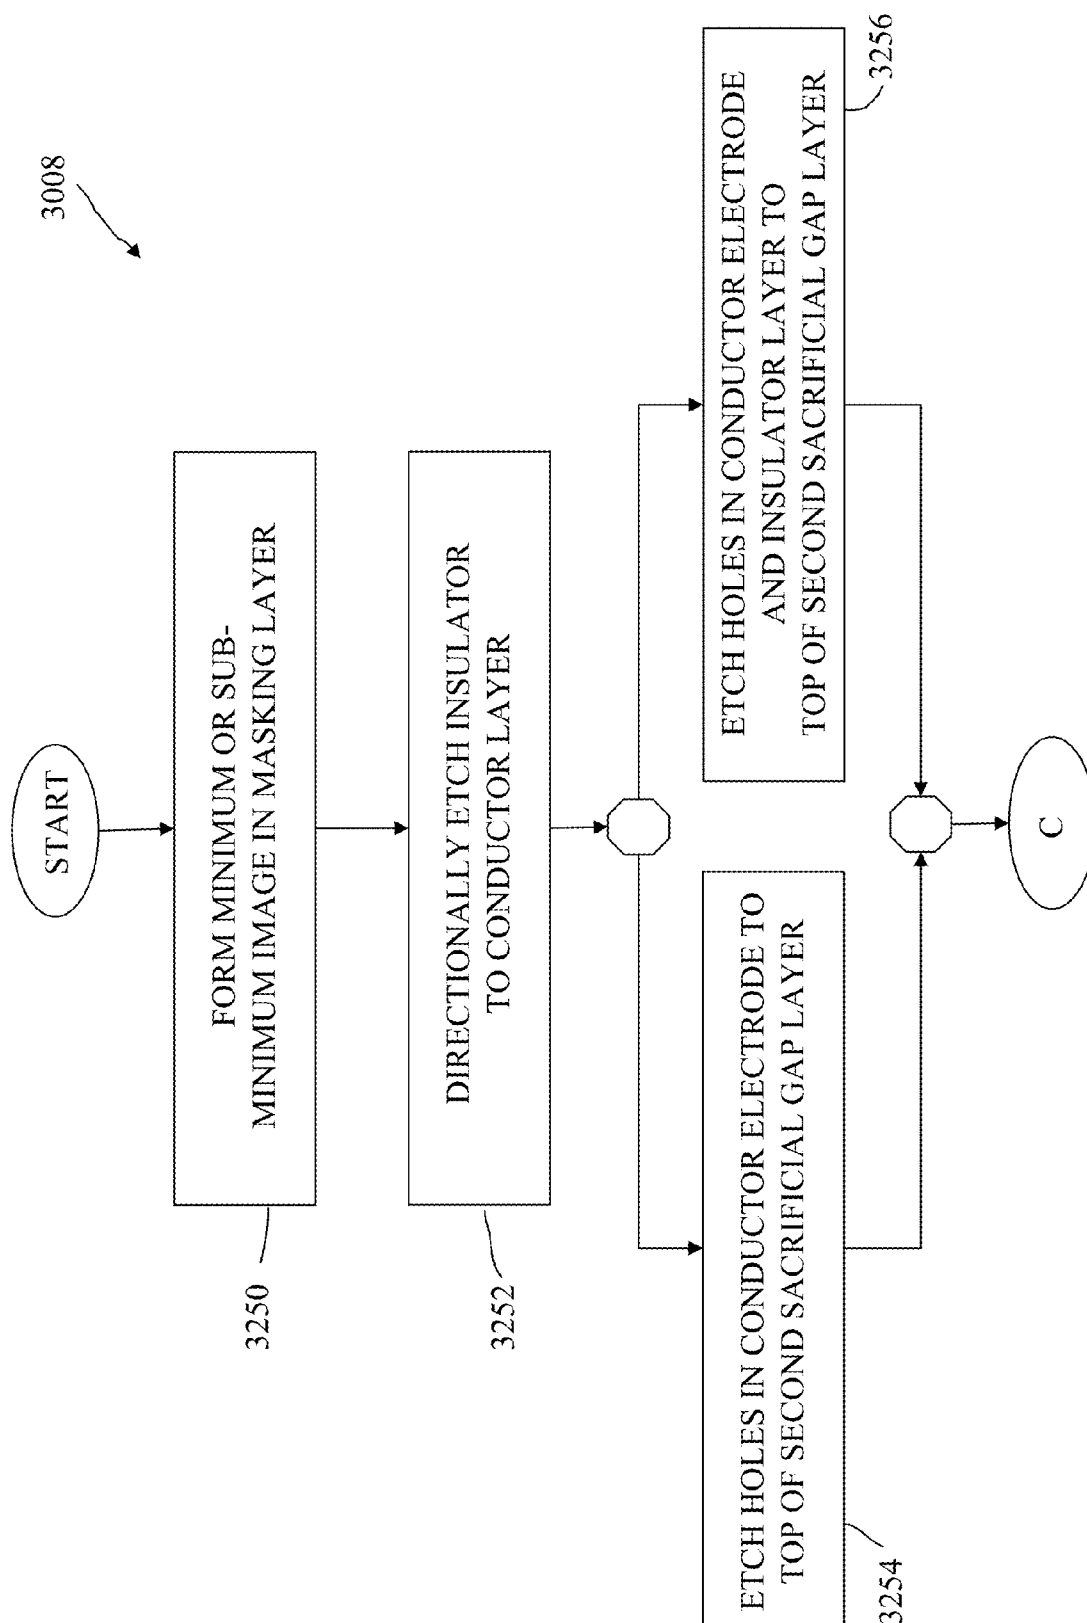 3008
START
FORM MINIMUM OR SUB-
MINIMUM IMAGE IN MASKING LAYER
3250
DIRECTIONALLY ETCH INSULATOR
TO CONDUCTOR LAYER
3252
ETCH HOLES IN CONDUCTOR ELECTRODE TO
TOP OF SECOND SACRIFICIAL GAP LAYER
3254
ETCH HOLES IN CONDUCTOR ELECTRODE
AND INSULATOR LAYER TO
TOP OF SECOND SACRIFICIAL GAP LAYER
3256
C